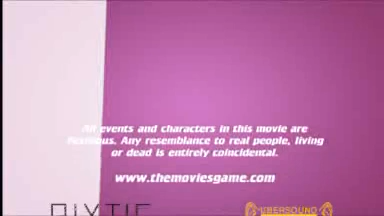 All events and characters in this movie are
fictitious. Any resemblance to real people, living
or dead is entirely coincidental.
www.themoviesgame.com
UBERSOUND